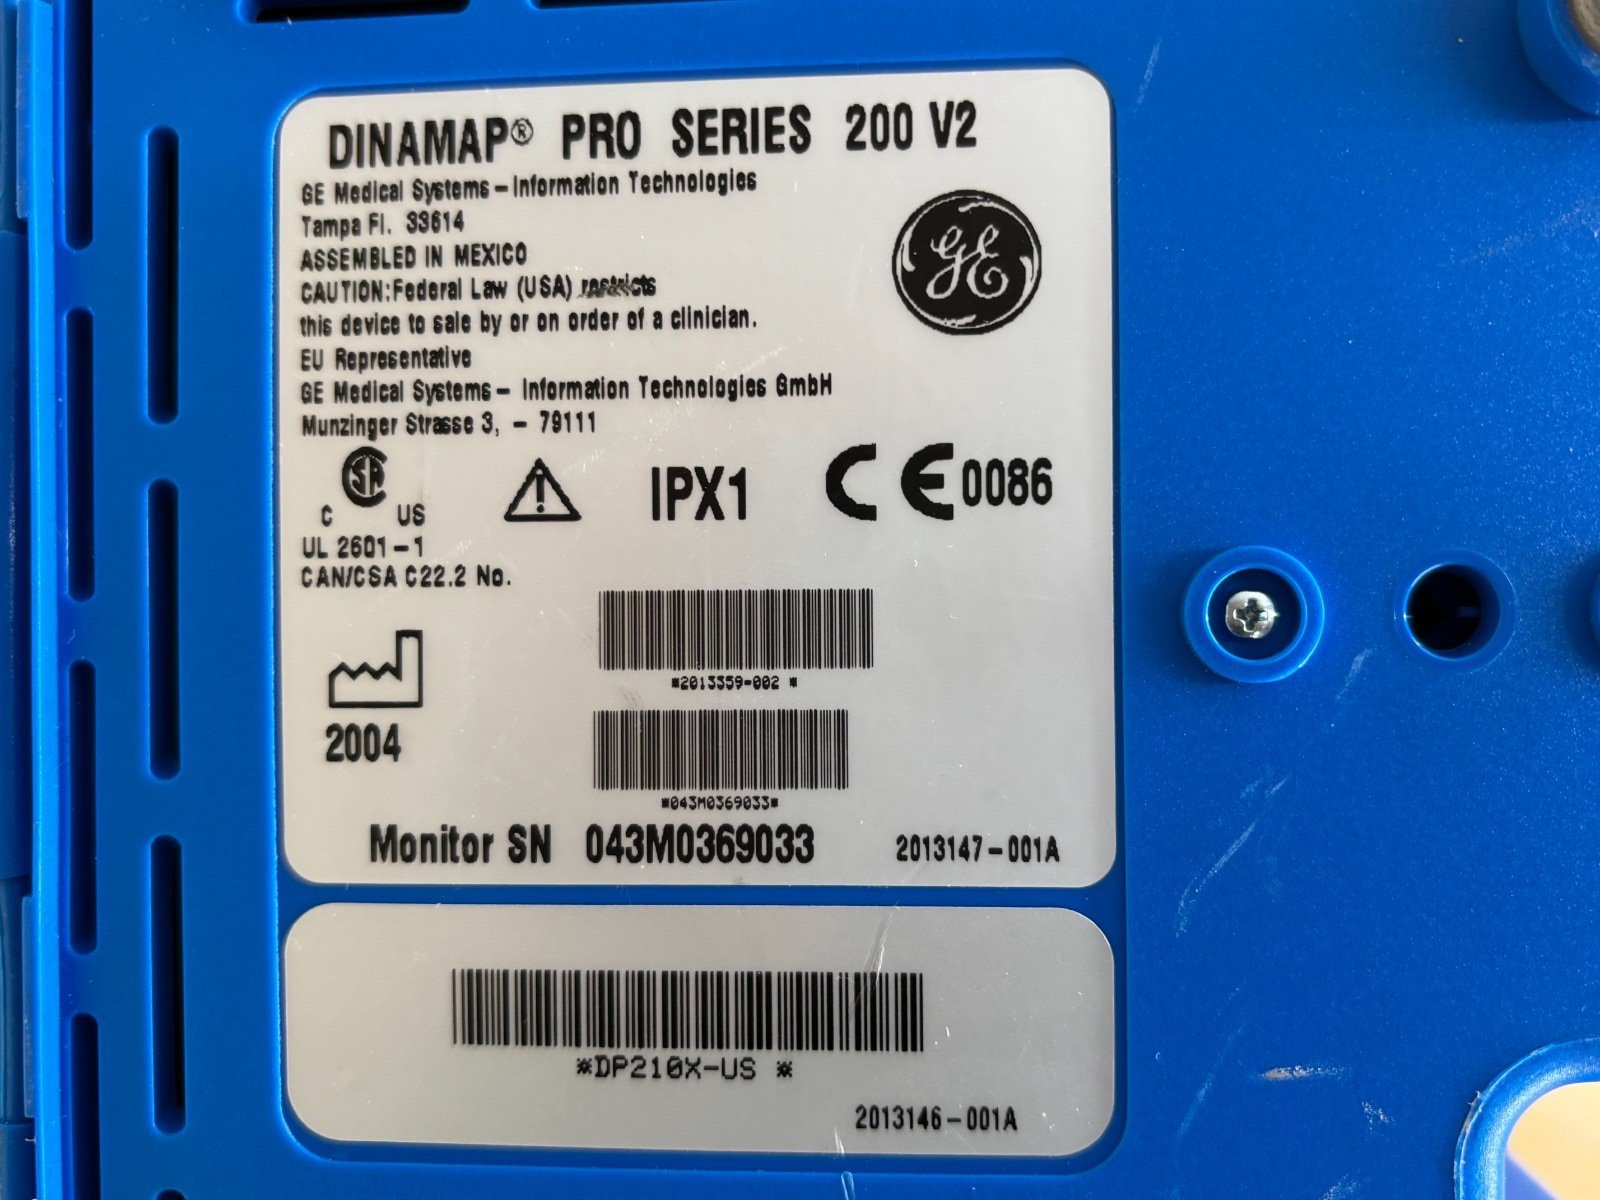 DINAMAP® PRO SERIES 200 V2
GE Medical Systems - Information Technologies
Tampa Fl. 33614
ASSEMBLED IN MEXICO
CAUTION:Federal Law (USA) restricts
this device to sale by or on order of a clinician.
EU Representative
GE Medical Systems - Information Technologies GmbH
Munzinger Strasse 3, - 79111
GE
C SA
C US
UL 2601-1
CAN/CSA C22.2 No.
IPX1
CE 0086
*2013359-002 *
2004
*043M0369033*
Monitor SN 043M0369033
2013147-001A
*DP210X-US *
2013146-001A